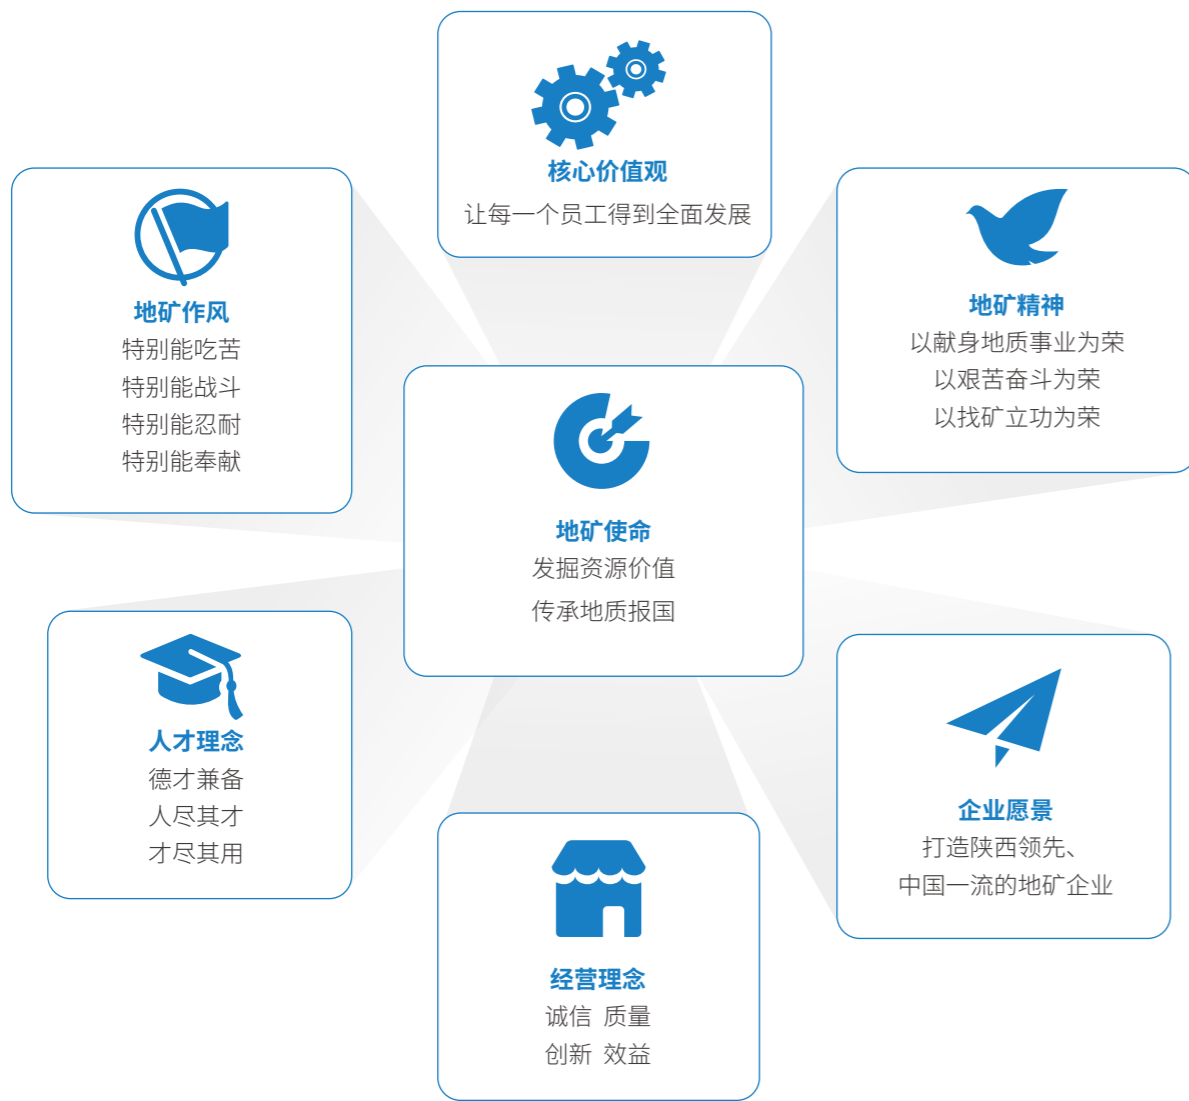 核心价值观
让每一个员工得到全面发展
地矿作风
特别能吃苦
特别能战斗
特别能忍耐
特别能奉献
地矿精神
以献身地质事业为荣
以艰苦奋斗为荣
以找矿立功为荣
地矿使命
发掘资源价值
传承地质报国
人才理念
德才兼备
人尽其才
才尽其用
企业愿景
打造陕西领先、
中国一流的地矿企业
经营理念
诚信 质量
创新 效益